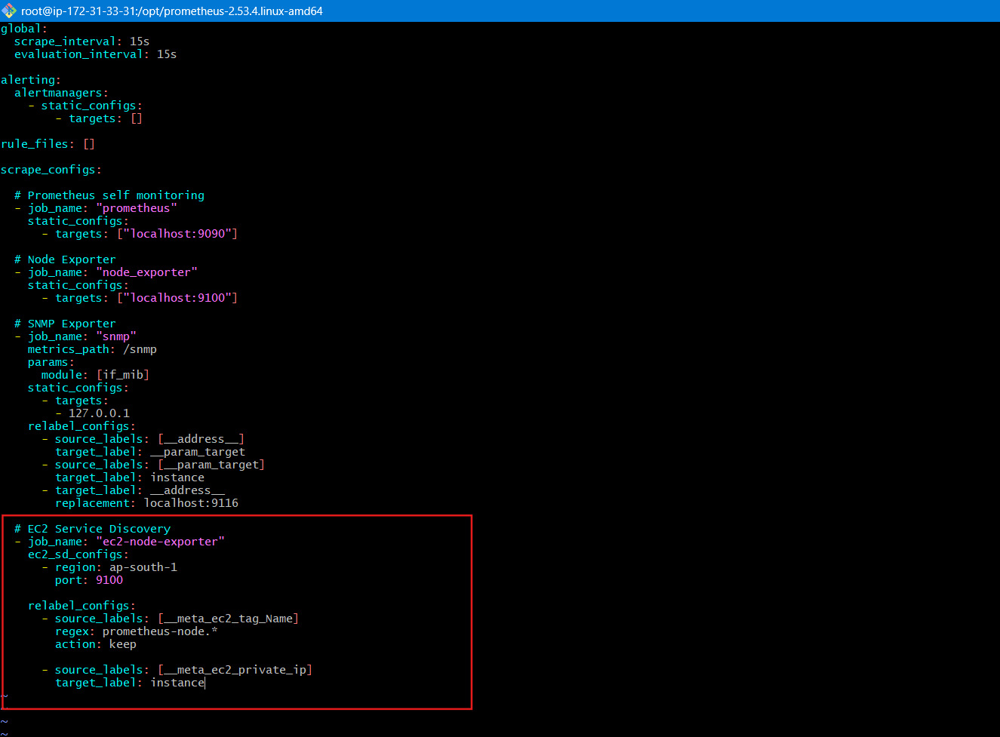 root@ip-172-31-33-31:/opt/prometheus-2.53.4.linux-amd64
global:
  scrape_interval: 15s
  evaluation_interval: 15s

alerting:
  alertmanagers:
    - static_configs:
        - targets: []

rule_files: []

scrape_configs:

  # Prometheus self monitoring
  - job_name: "prometheus"
    static_configs:
      - targets: ["localhost:9090"]

  # Node Exporter
  - job_name: "node_exporter"
    static_configs:
      - targets: ["localhost:9100"]

  # SNMP Exporter
  - job_name: "snmp"
    metrics_path: /snmp
    params:
      module: [if_mib]
    static_configs:
      - targets:
        - 127.0.0.1
    relabel_configs:
      - source_labels: [__address__]
        target_label: __param_target
      - source_labels: [__param_target]
        target_label: instance
      - target_label: __address__
        replacement: localhost:9116

  # EC2 Service Discovery
  - job_name: "ec2-node-exporter"
    ec2_sd_configs:
      - region: ap-south-1
        port: 9100

    relabel_configs:
      - source_labels: [__meta_ec2_tag_Name]
        regex: prometheus-node.*
        action: keep

      - source_labels: [__meta_ec2_private_ip]
        target_label: instance
~
~
~
~